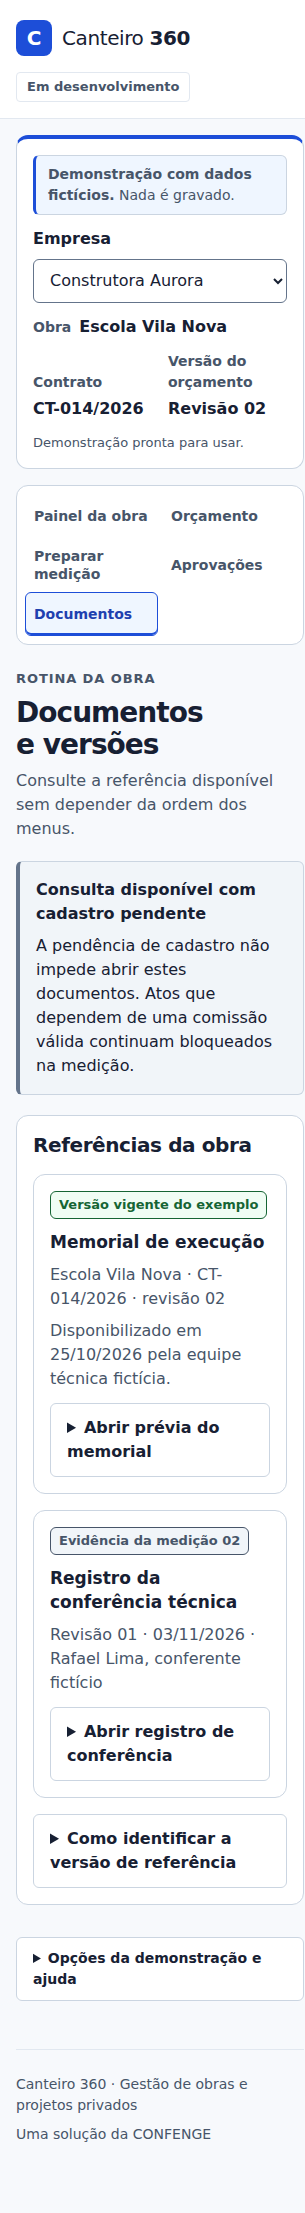 C Canteiro 360
Em desenvolvimento
Demonstração com dados
fictícios. Nada é gravado.
Empresa
Construtora Aurora
Obra Escola Vila Nova
Contrato
CT-014/2026
Versão do
orçamento
Revisão 02
Demonstração pronta para usar.
Painel da obra
Orçamento
Preparar
medição
Aprovações
Documentos
ROTINA DA OBRA
Documentos
e versões
Consulte a referência disponível
sem depender da ordem dos
menus.
Consulta disponível com
cadastro pendente
A pendência de cadastro não
impede abrir estes
documentos. Atos que
dependem de uma comissão
válida continuam bloqueados
na medição.
Referências da obra
Versão vigente do exemplo
Memorial de execução
Escola Vila Nova · CT-
014/2026 · revisão 02
Disponibilizado em
25/10/2026 pela equipe
técnica fictícia.
Abrir prévia do
memorial
Evidência da medição 02
Registro da
conferência técnica
Revisão 01 · 03/11/2026 ·
Rafael Lima, conferente
fictício
Abrir registro de
conferência
Como identificar a
versão de referência
Opções da demonstração e
ajuda
Canteiro 360 · Gestão de obras e
projetos privados
Uma solução da CONFENGE